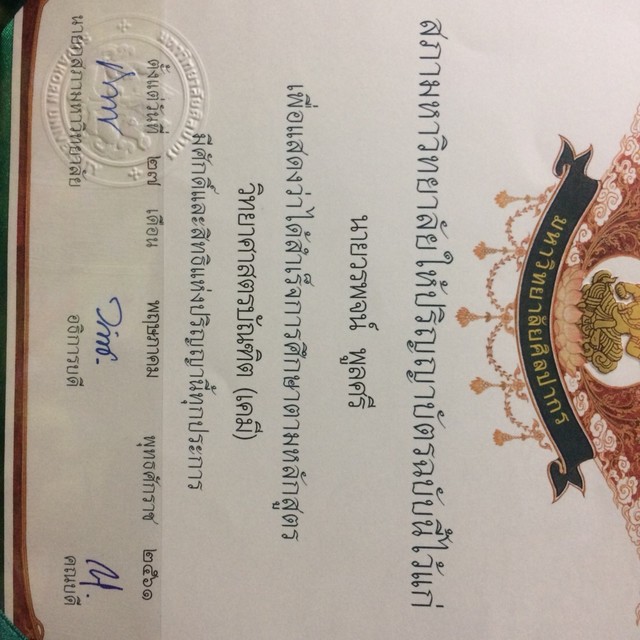 มหาวิทยาลัยศิลปากร
สภามหาวิทยาลัยให้ปริญญาบัตรฉบับนี้ไว้แก่
นายวรพจน์ พูลศรี
เพื่อแสดงว่าได้สำเร็จการศึกษาตามหลักสูตร
วิทยาศาสตรบัณฑิต (เคมี)
มีศักดิ์และสิทธิแห่งปริญญานี้ทุกประการ
ตั้งแต่วันที่ ๒๗ เดือน พฤษภาคม พุทธศักราช ๒๕๖๑
นายกสภามหาวิทยาลัย อธิการบดี คณบดี